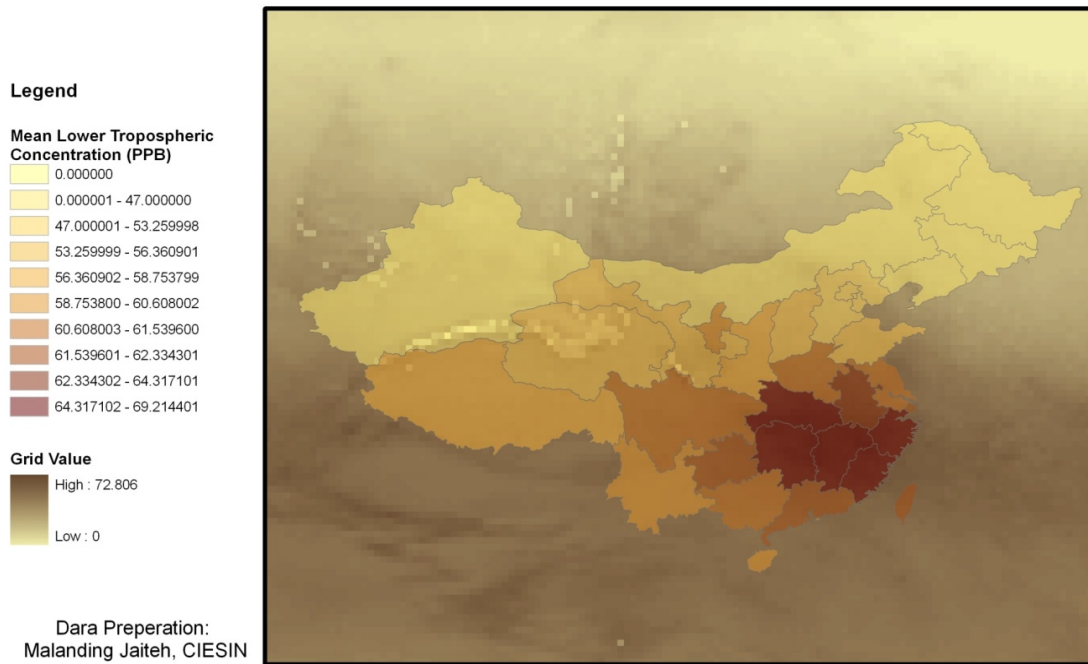 Legend
Mean Lower Tropospheric
Concentration (PPB)
0.000000
0.000001 - 47.000000
47.000001 - 53.259998
53.259999 - 56.360901
56.360902 - 58.753799
58.753800 - 60.608002
60.608003 - 61.539600
61.539601 - 62.334301
62.334302 - 64.317101
64.317102 - 69.214401
Grid Value
High : 72.806
Low : 0
Dara Preperation:
Malanding Jaiteh, CIESIN